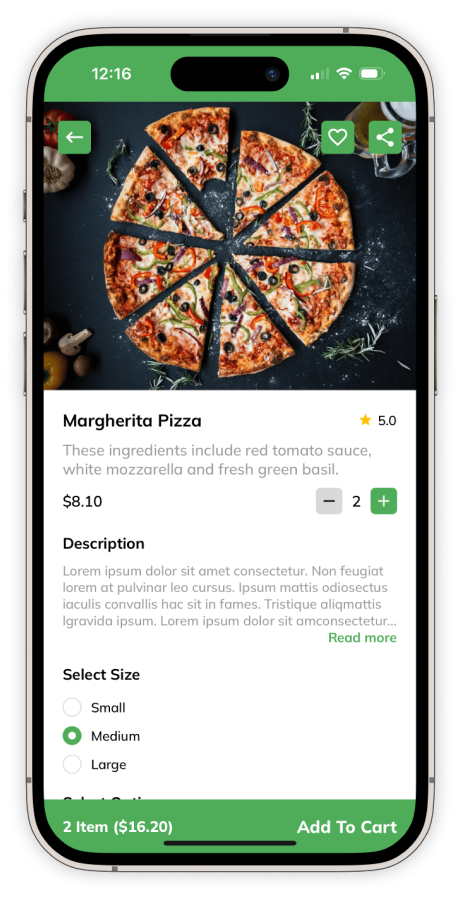 12:16
Margherita Pizza
5.0
These ingredients include red tomato sauce,
white mozzarella and fresh green basil.
$8.10
2
Description
Lorem ipsum dolor sit amet consectetur. Non feugiat
lorem at pulvinar leo cursus. Ipsum mattis odiosectus
iaculis convallis hac sit in fames. Tristique aliqmattis
lgravida ipsum. Lorem ipsum dolor sit amconsectetur...
Read more
Select Size
Small
Medium
Large
2 Item ($16.20)
Add To Cart